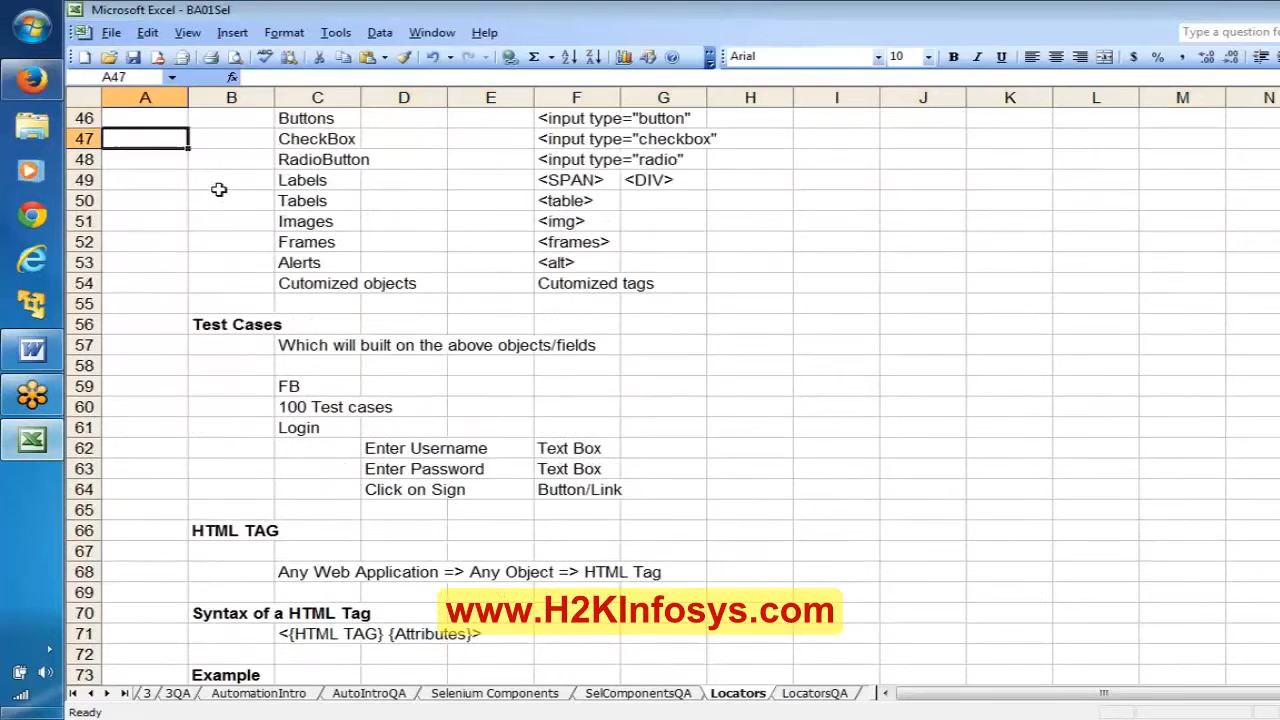 Microsoft Excel - BA01Sel
File Edit View Insert Format Tools Data Window Help
Type a question f
Arial 10 B I U $ %
A47 fx
A B C D E F G H I J K L M N
46 Buttons <input type="button"
47 CheckBox <input type="checkbox"
48 RadioButton <input type="radio"
49 Labels <SPAN> <DIV>
50 Tabels <table>
51 Images <img>
52 Frames <frames>
53 Alerts <alt>
54 Cutomized objects Cutomized tags
55
56 Test Cases
57 Which will built on the above objects/fields
58
59 FB
60 100 Test cases
61 Login
62 Enter Username Text Box
63 Enter Password Text Box
64 Click on Sign Button/Link
65
66 HTML TAG
67
68 Any Web Application => Any Object => HTML Tag
69
www.H2KInfosys.com
70 Syntax of a HTML Tag
71 <{HTML TAG} {Attributes}>
72
73 Example
3 3QA AutomationIntro AutoIntroQA Selenium Components SelComponentsQA Locators LocatorsQA
Ready